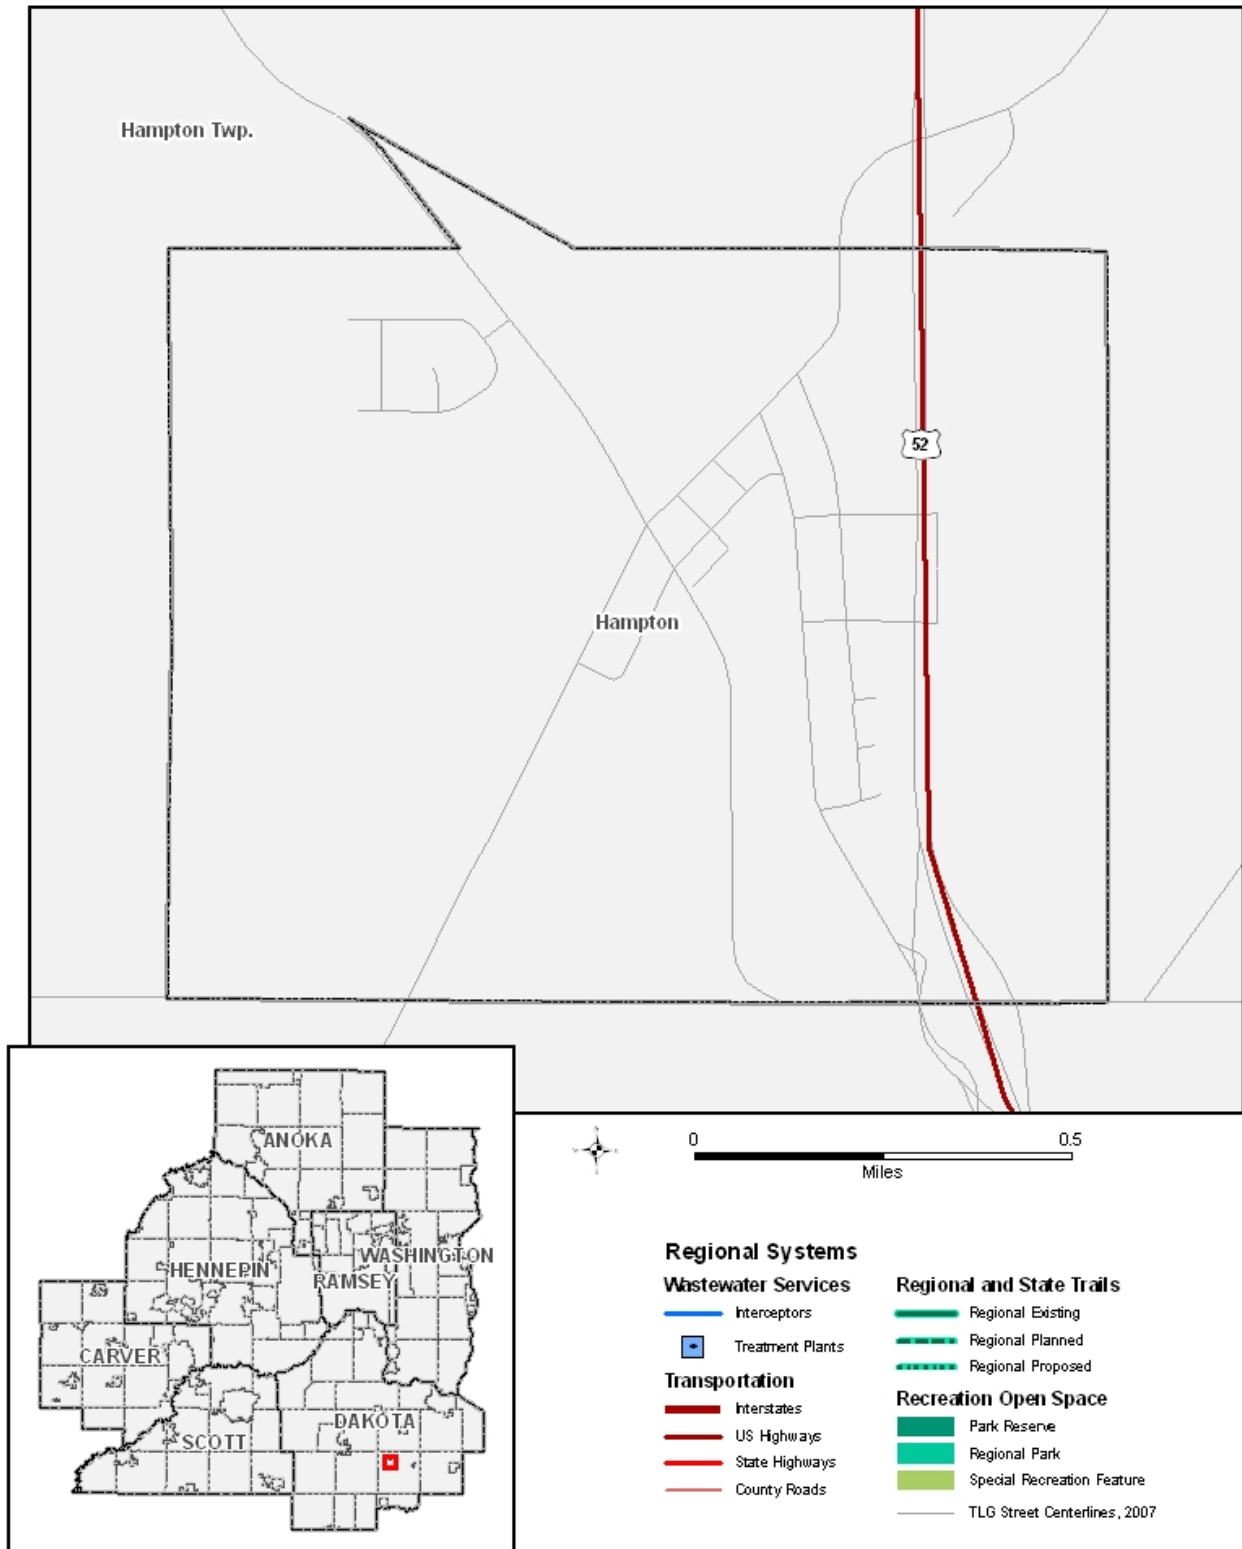 Hampton Twp.
52
Hampton
ANOKA
WASHINGTON
HENNEPIN
RAMSEY
CARVER
DAKOTA
SCOTT
0 0.5
Miles
Regional Systems
Wastewater Services
Interceptors
Treatment Plants
Transportation
Interstates
US Highways
State Highways
County Roads
Regional and State Trails
Regional Existing
Regional Planned
Regional Proposed
Recreation Open Space
Park Reserve
Regional Park
Special Recreation Feature
TLG Street Centerlines, 2007